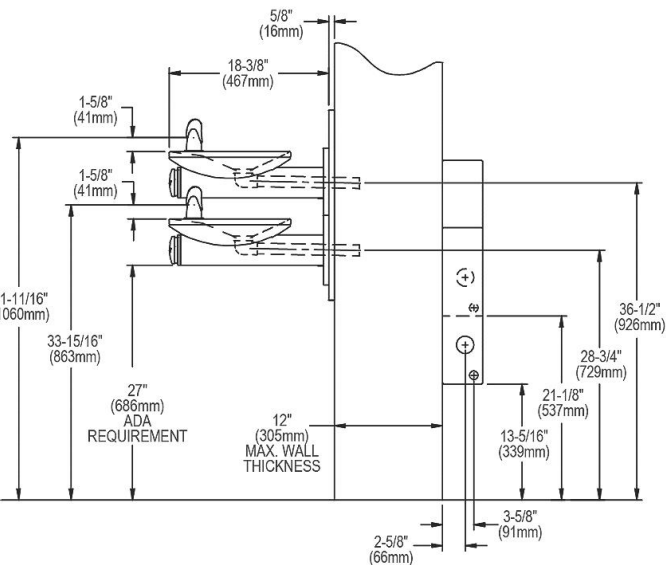 5/8"
(16mm)
18-3/8"
(467mm)
1-5/8"
(41mm)
1-5/8"
(41mm)
1-11/16"
1060mm)
33-15/16"
(863mm)
27"
(686mm)
ADA
REQUIREMENT
12"
(305mm)
MAX. WALL
THICKNESS
36-1/2"
(926mm)
28-3/4"
(729mm)
21-1/8"
(537mm)
13-5/16"
(339mm)
3-5/8"
(91mm)
2-5/8"
(66mm)